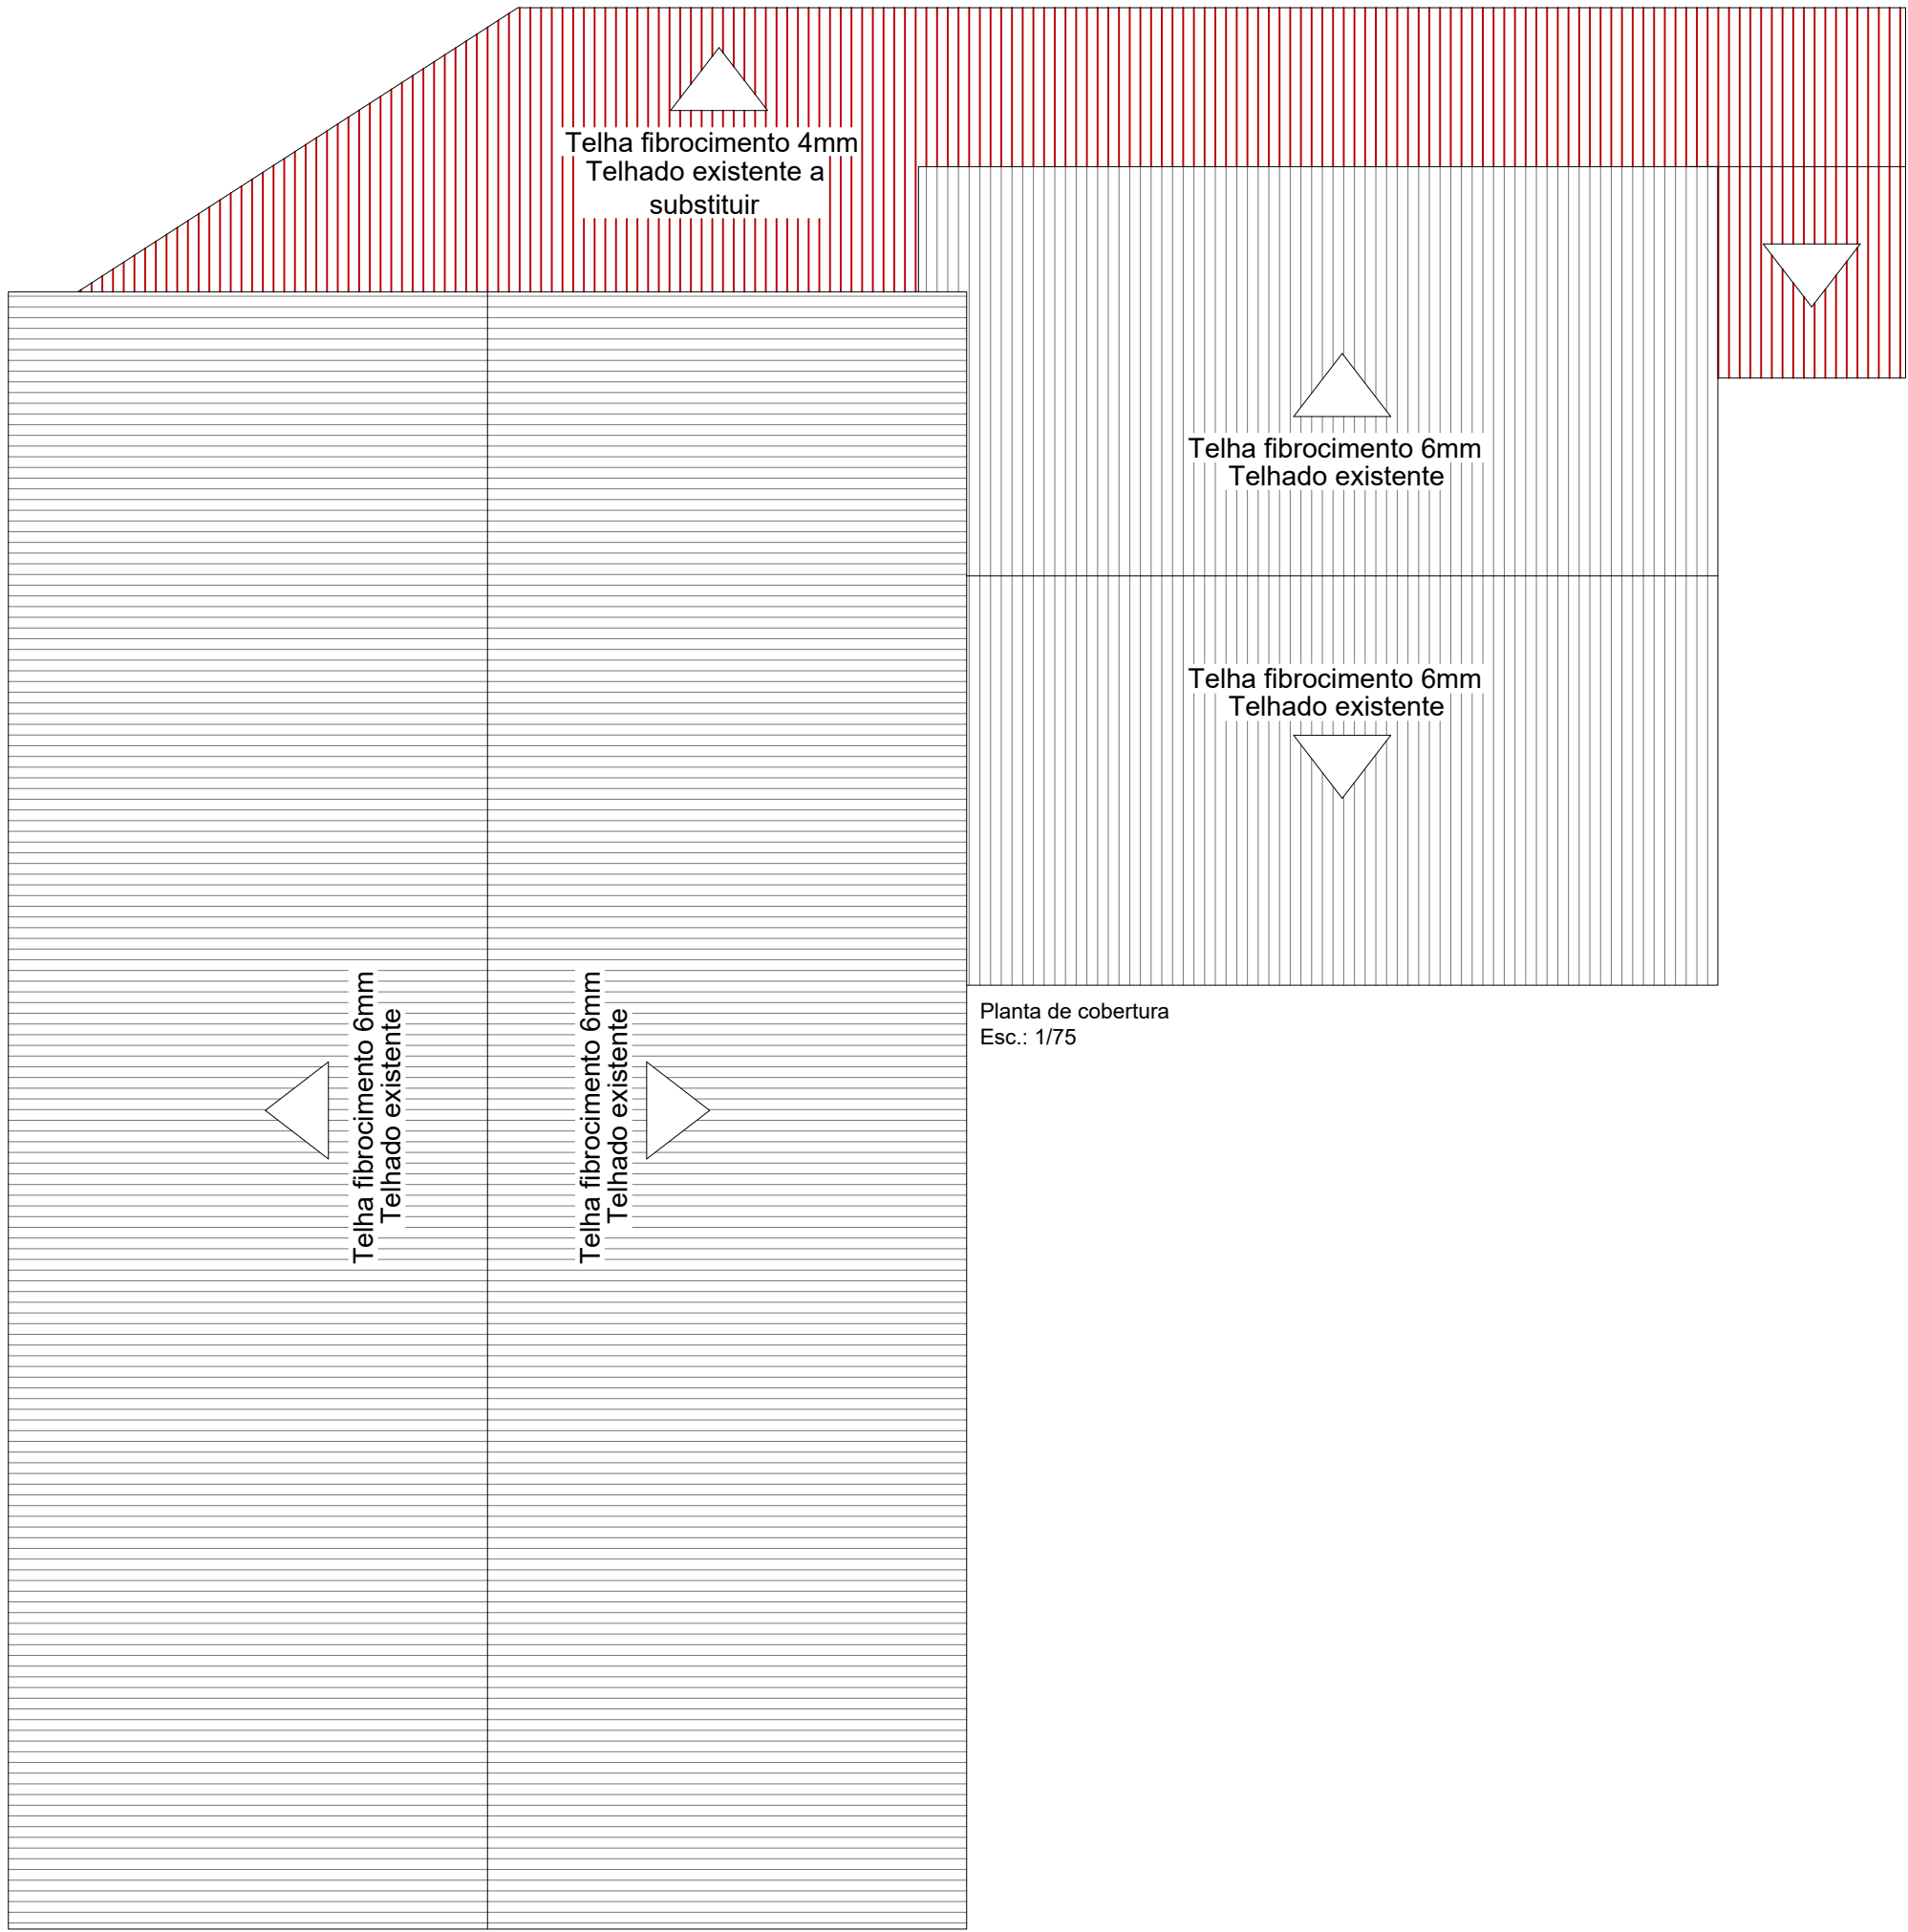 Telha fibrocimento 4mm
Telhado existente a
substituir
Telha fibrocimento 6mm
Telhado existente
Telha fibrocimento 6mm
Telhado existente
Planta de cobertura
Esc.: 1/75
Telha fibrocimento 6mm
Telhado existente
Telha fibrocimento 6mm
Telhado existente